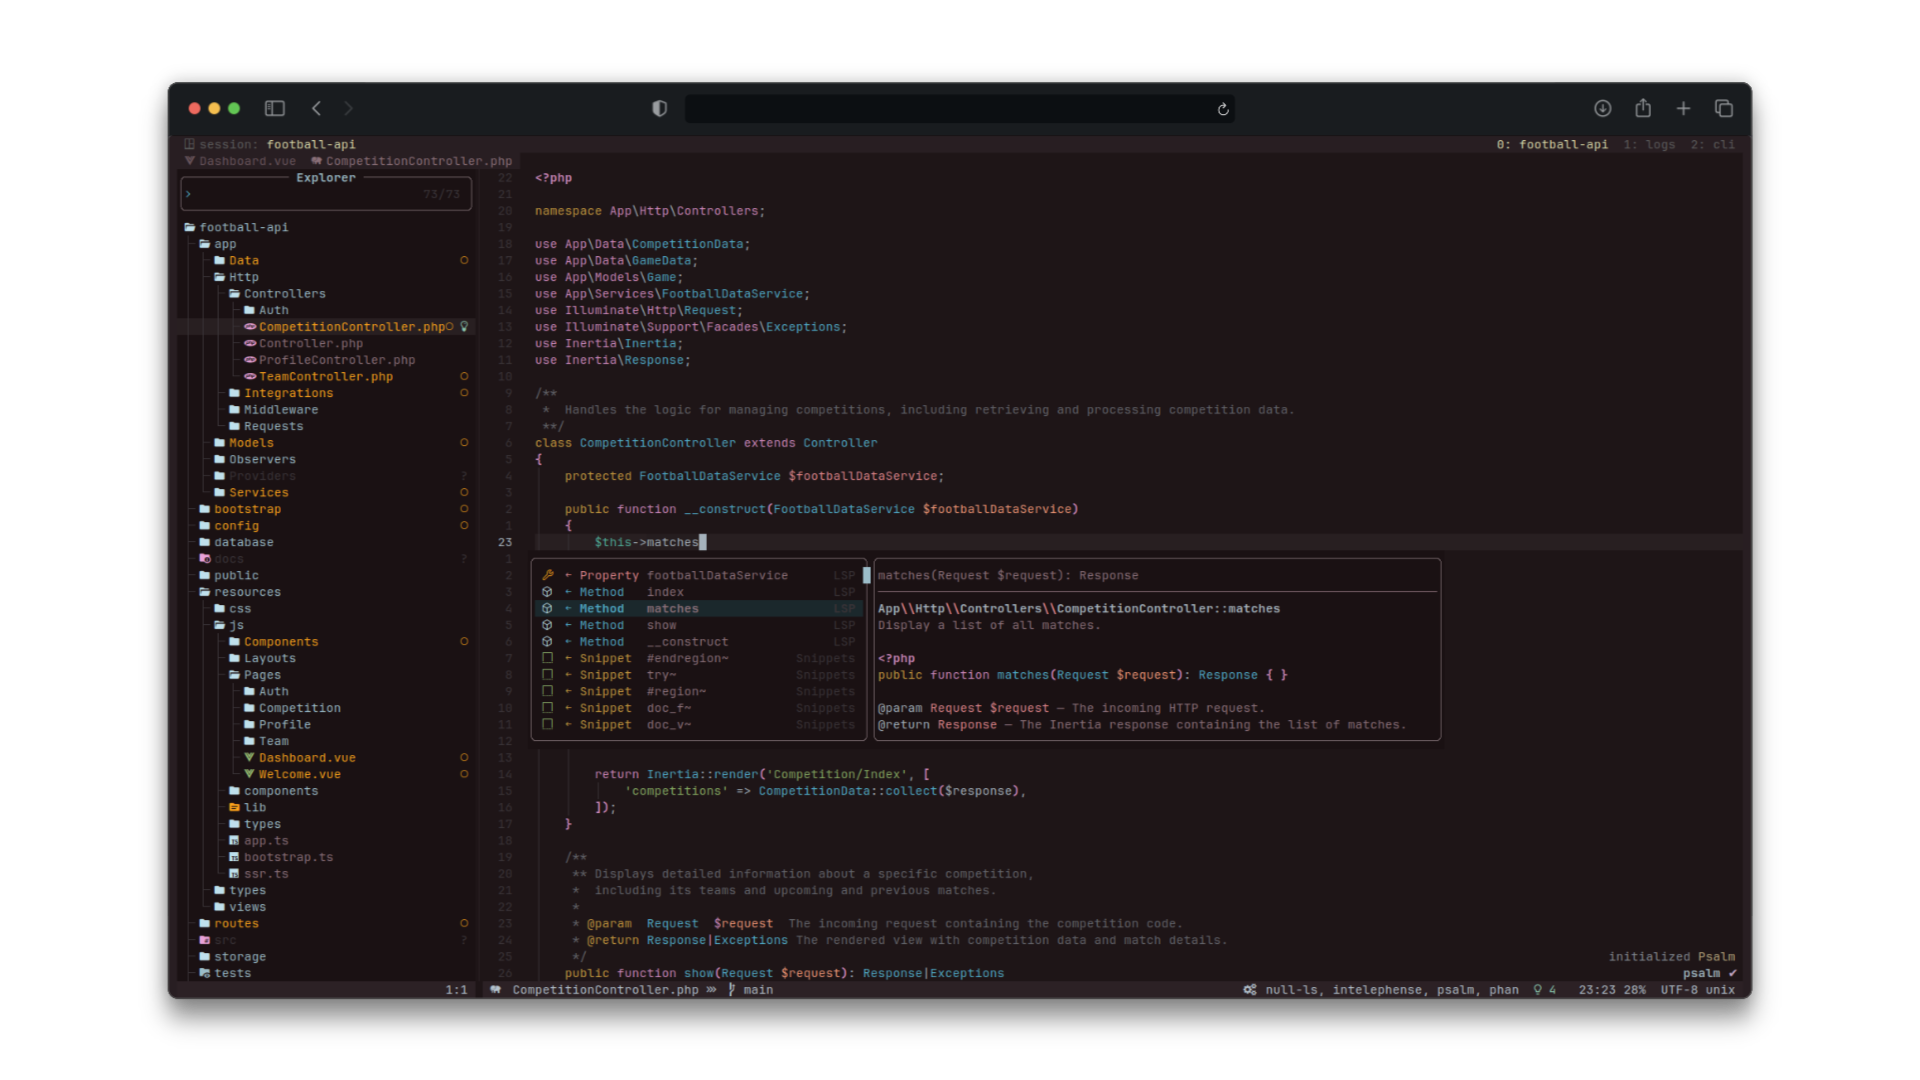 session: football-api 0: football-api 1: logs 2: cli
Dashboard.vue CompetitionController.php
Explorer
› 73/73
football-api
app
Data
Http
Controllers
Auth
CompetitionController.php
Controller.php
ProfileController.php
TeamController.php
Integrations
Middleware
Requests
Models
Observers
Providers ?
Services
bootstrap
config
database
docs ?
public
resources
css
js
Components
Layouts
Pages
Auth
Competition
Profile
Team
Dashboard.vue
Welcome.vue
components
lib
types
app.ts
bootstrap.ts
ssr.ts
types
views
routes
src ?
storage
tests
1:1
22 <?php
21
20 namespace App\Http\Controllers;
19
18 use App\Data\CompetitionData;
17 use App\Data\GameData;
16 use App\Models\Game;
15 use App\Services\FootballDataService;
14 use Illuminate\Http\Request;
13 use Illuminate\Support\Facades\Exceptions;
12 use Inertia\Inertia;
11 use Inertia\Response;
10
9 /**
8 * Handles the logic for managing competitions, including retrieving and processing competition data.
7 **/
6 class CompetitionController extends Controller
5 {
4 protected FootballDataService $footballDataService;
3
2 public function __construct(FootballDataService $footballDataService)
1 {
23 $this->matches
1
2 ← Property footballDataService LSP
3 ← Method index LSP
4 ← Method matches LSP
5 ← Method show LSP
6 ← Method __construct LSP
7 ← Snippet #endregion~ Snippets
8 ← Snippet try~ Snippets
9 ← Snippet #region~ Snippets
10 ← Snippet doc_f~ Snippets
11 ← Snippet doc_v~ Snippets
matches(Request $request): Response
App\\Http\\Controllers\\CompetitionController::matches
Display a list of all matches.
<?php
public function matches(Request $request): Response { }
@param Request $request — The incoming HTTP request.
@return Response — The Inertia response containing the list of matches.
12
13
14 return Inertia::render('Competition/Index', [
15 'competitions' => CompetitionData::collect($response),
16 ]);
17 }
18
19 /**
20 ** Displays detailed information about a specific competition,
21 * including its teams and upcoming and previous matches.
22 *
23 * @param Request $request The incoming request containing the competition code.
24 * @return Response|Exceptions The rendered view with competition data and match details.
25 */
26 public function show(Request $request): Response|Exceptions
initialized Psalm
psalm ✔
CompetitionController.php main null-ls, intelephense, psalm, phan 4 23:23 28% UTF-8 unix